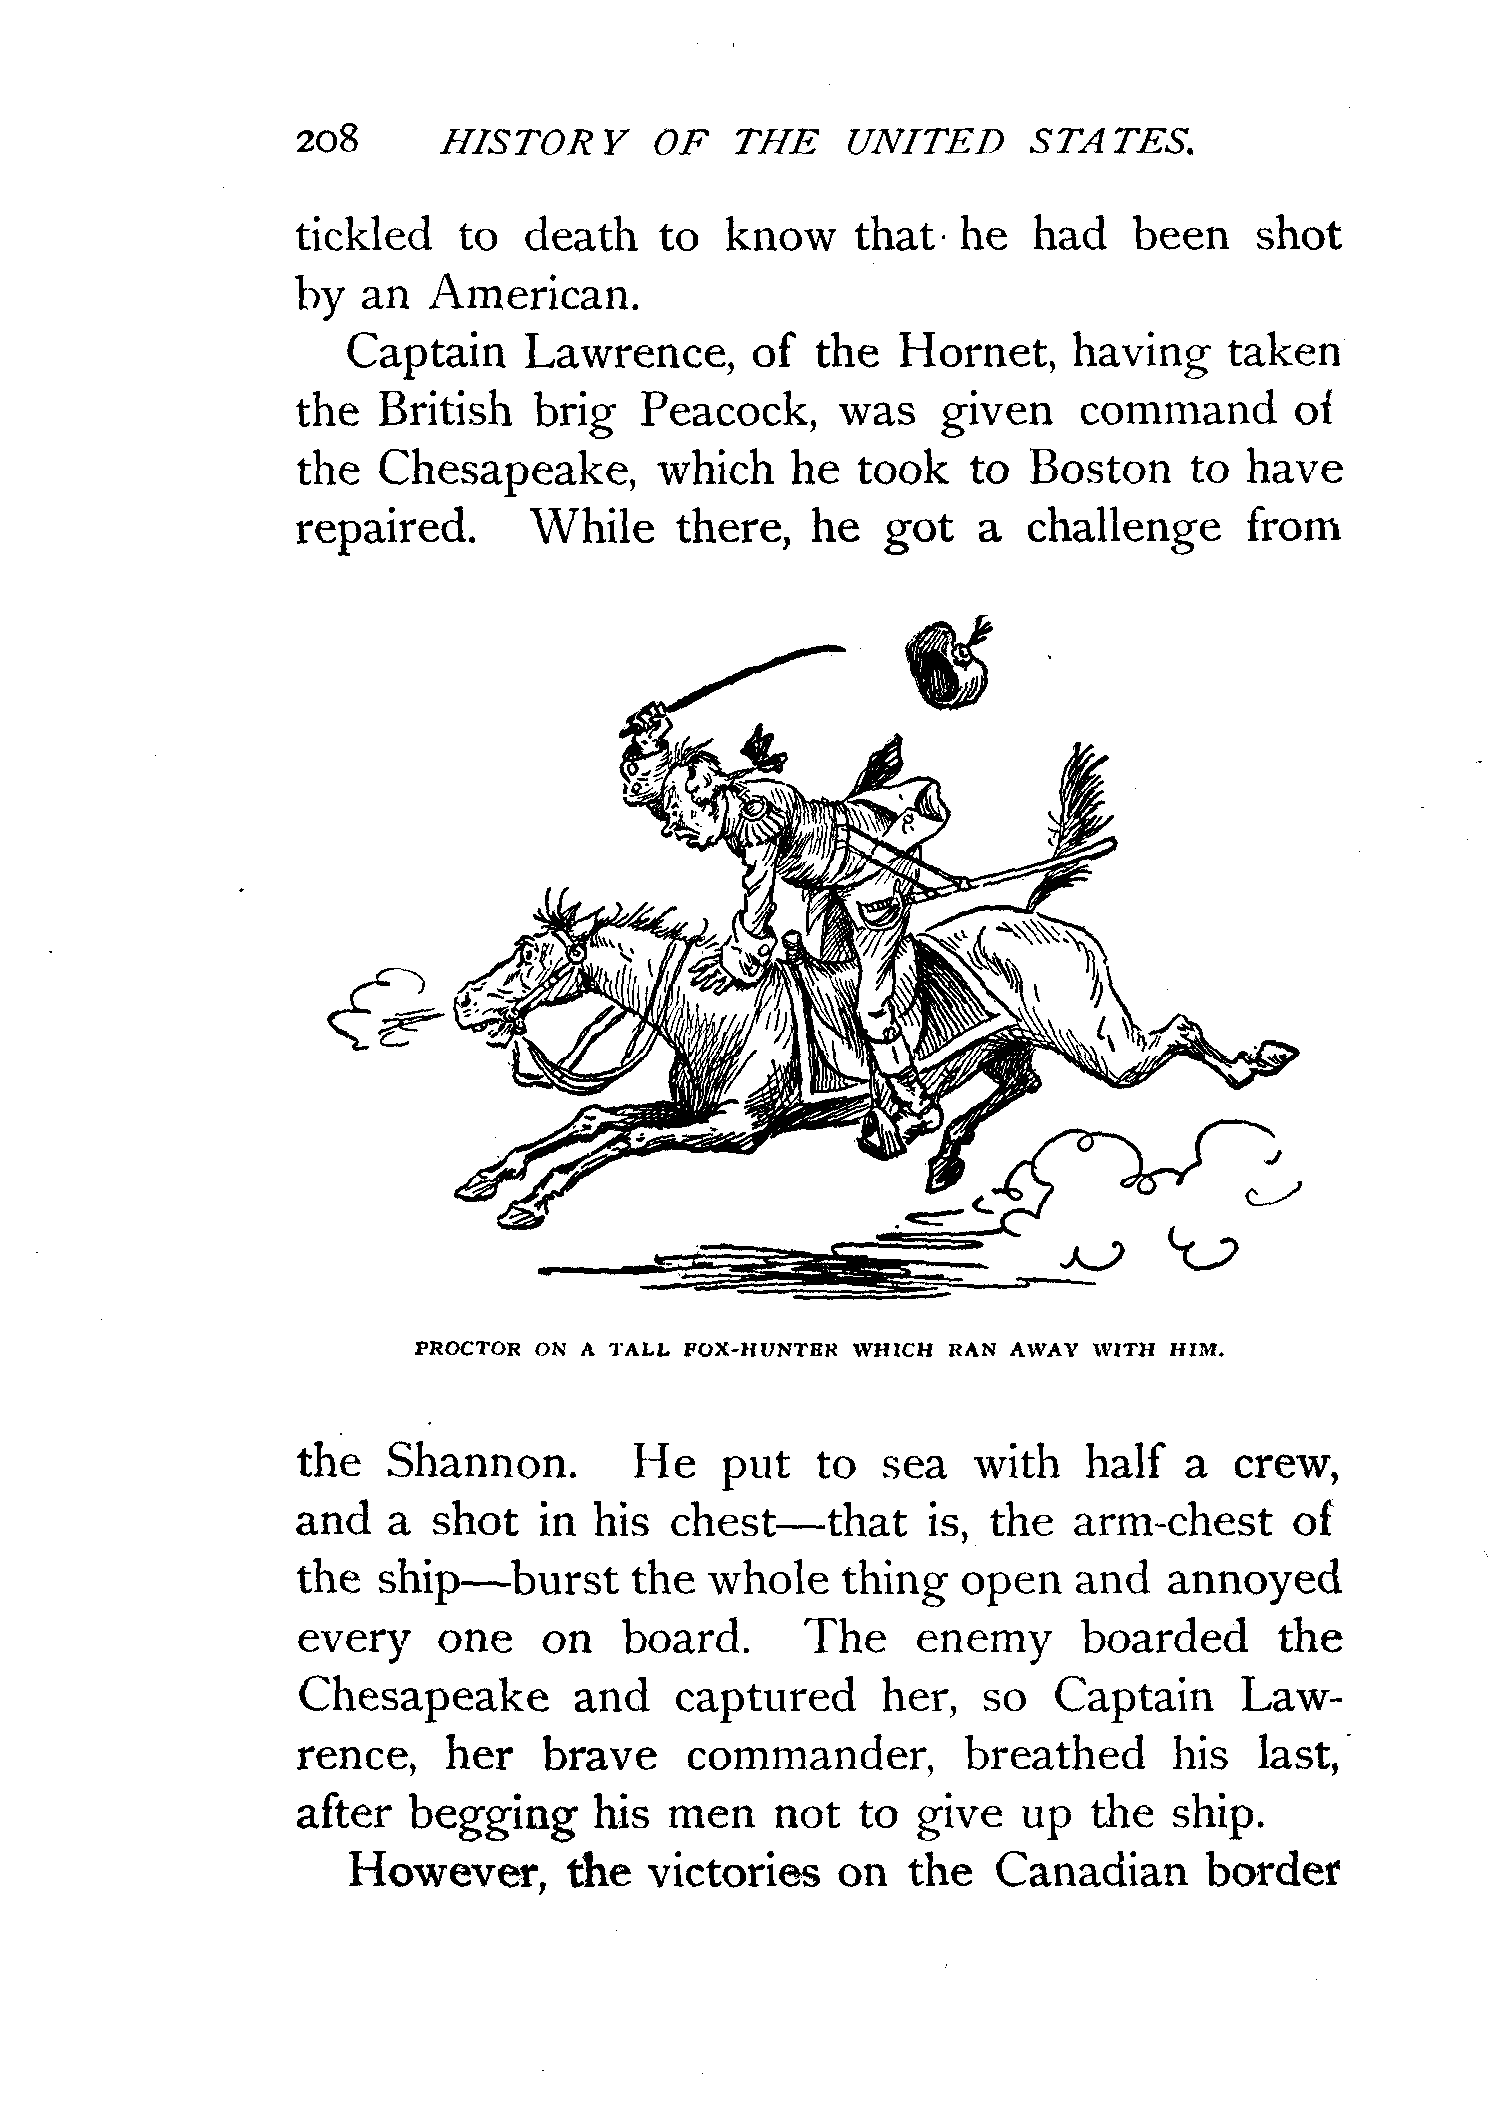 208 HISTORY OF THE UNITED STATES.
tickled to death to know that he had been shot
by an American.
Captain Lawrence, of the Hornet, having taken
the British brig Peacock, was given command of
the Chesapeake, which he took to Boston to have
repaired. While there, he got a challenge from
PROCTOR ON A TALL FOX-HUNTER WHICH RAN AWAY WITH HIM.
the Shannon. He put to sea with half a crew,
and a shot in his chest—that is, the arm-chest of
the ship—burst the whole thing open and annoyed
every one on board. The enemy boarded the
Chesapeake and captured her, so Captain Law-
rence, her brave commander, breathed his last,
after begging his men not to give up the ship.
However, the victories on the Canadian border